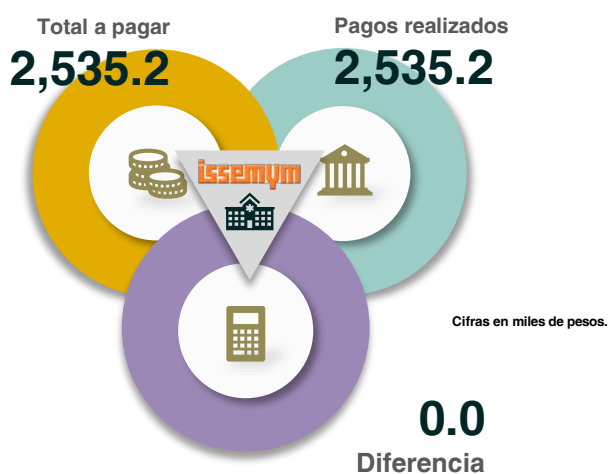 Total a pagar
2,535.2
Pagos realizados
2,535.2
issemym
Cifras en miles de pesos.
0.0
Diferencia